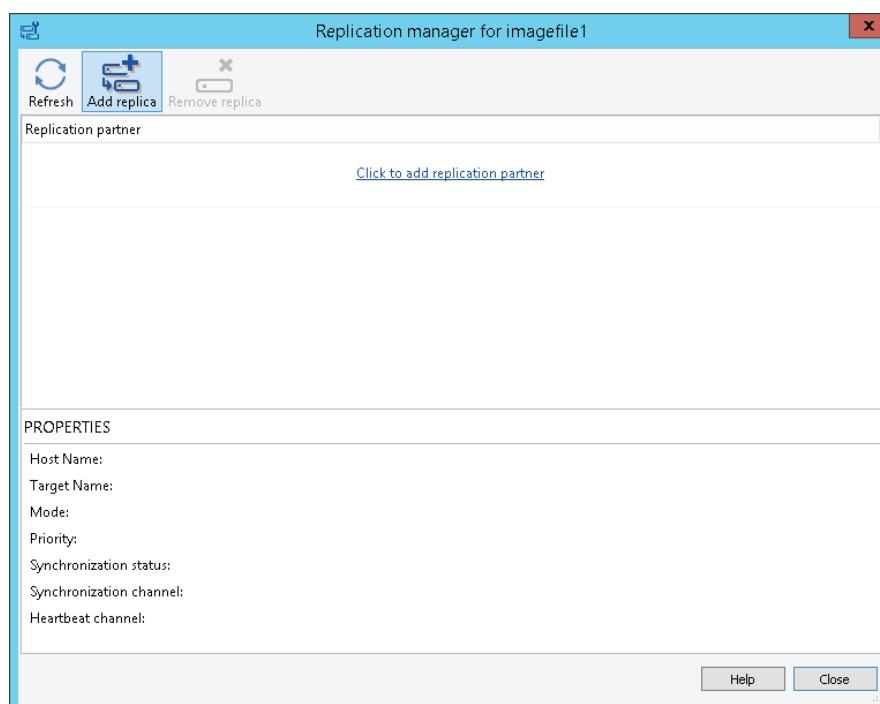 Replication manager for imagefile1
x
Refresh Add replica Remove replica
Replication partner
Click to add replication partner
PROPERTIES
Host Name:
Target Name:
Mode:
Priority:
Synchronization status:
Synchronization channel:
Heartbeat channel:
Help Close